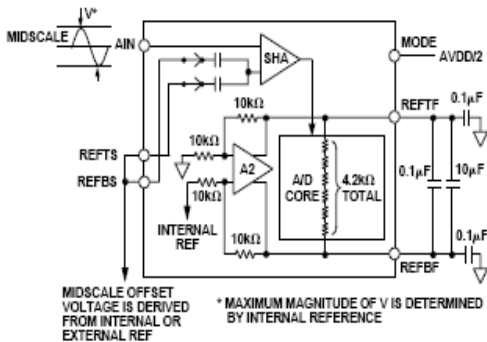 V*
MIDSCALE
AIN
SHA
MODE
AVDD/2
REFTS
REFBS
10kΩ
10kΩ
10kΩ
10kΩ
A2
INTERNAL
REF
A/D
CORE
4.2kΩ
TOTAL
REFTF
0.1μF
0.1μF
10μF
0.1μF
REFBF
MIDSCALE OFFSET
VOLTAGE IS DERIVED
FROM INTERNAL OR
EXTERNAL REF
* MAXIMUM MAGNITUDE OF V IS DETERMINED
BY INTERNAL REFERENCE